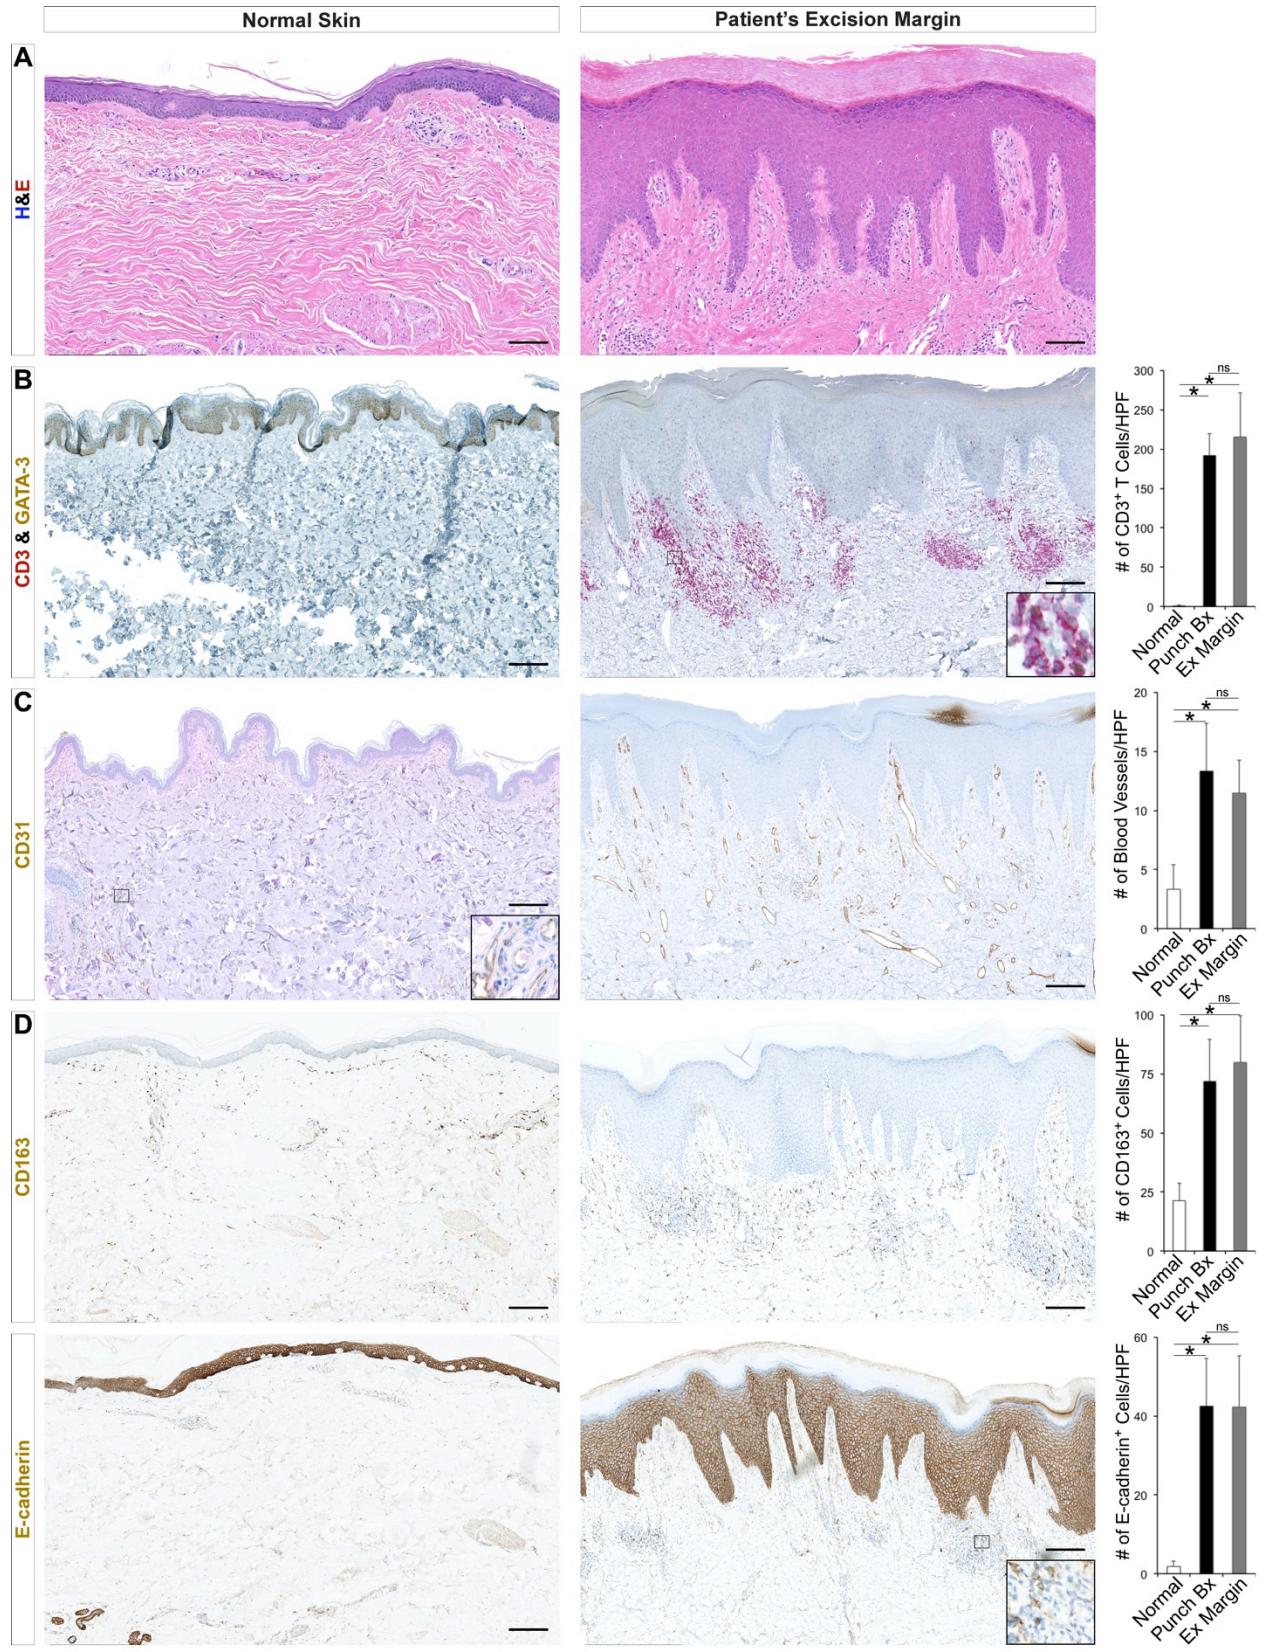 Normal Skin
Patient's Excision Margin
A
H&E
B
CD3 & GATA-3
# of CD3⁺ T Cells/HPF
300
250
200
150
100
50
0
ns
*
*
Normal
Punch Bx
Ex Margin
C
CD31
# of Blood Vessels/HPF
20
15
10
5
0
ns
*
*
Normal
Punch Bx
Ex Margin
D
CD163
# of CD163⁺ Cells/HPF
100
75
50
25
0
ns
*
*
Normal
Punch Bx
Ex Margin
E-cadherin
# of E-cadherin⁺ Cells/HPF
60
40
20
0
ns
*
*
Normal
Punch Bx
Ex Margin